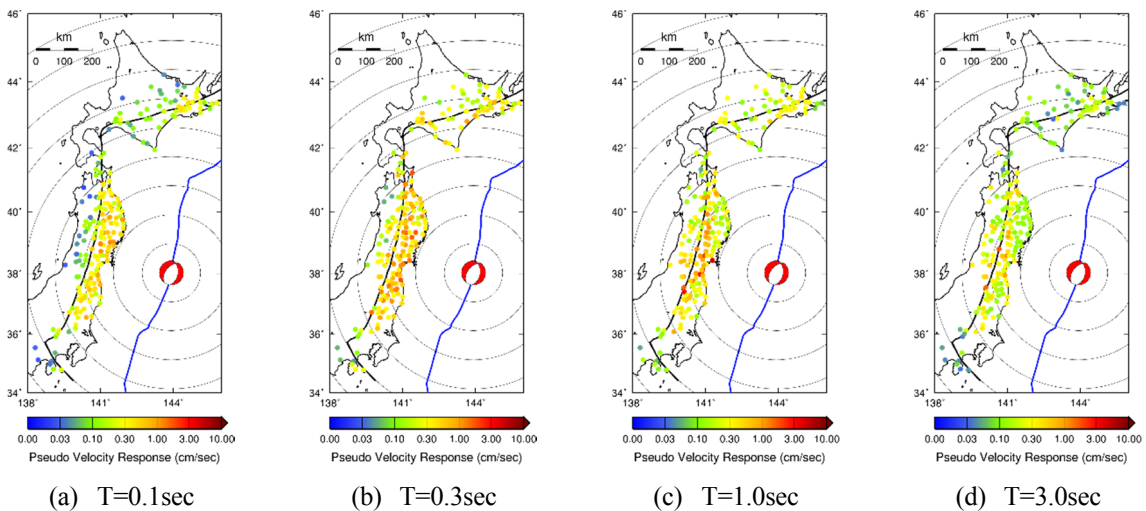 46˚
km
0 100 200
44˚
42˚
40˚
38˚
36˚
34˚
138˚ 141˚ 144˚
0.00 0.03 0.10 0.30 1.00 3.00 10.00
Pseudo Velocity Response (cm/sec)
(a) T=0.1sec
46˚
km
0 100 200
44˚
42˚
40˚
38˚
36˚
34˚
138˚ 141˚ 144˚
0.00 0.03 0.10 0.30 1.00 3.00 10.00
Pseudo Velocity Response (cm/sec)
(b) T=0.3sec
46˚
km
0 100 200
44˚
42˚
40˚
38˚
36˚
34˚
138˚ 141˚ 144˚
0.00 0.03 0.10 0.30 1.00 3.00 10.00
Pseudo Velocity Response (cm/sec)
(c) T=1.0sec
46˚
km
0 100 200
44˚
42˚
40˚
38˚
36˚
34˚
138˚ 141˚ 144˚
0.00 0.03 0.10 0.30 1.00 3.00 10.00
Pseudo Velocity Response (cm/sec)
(d) T=3.0sec